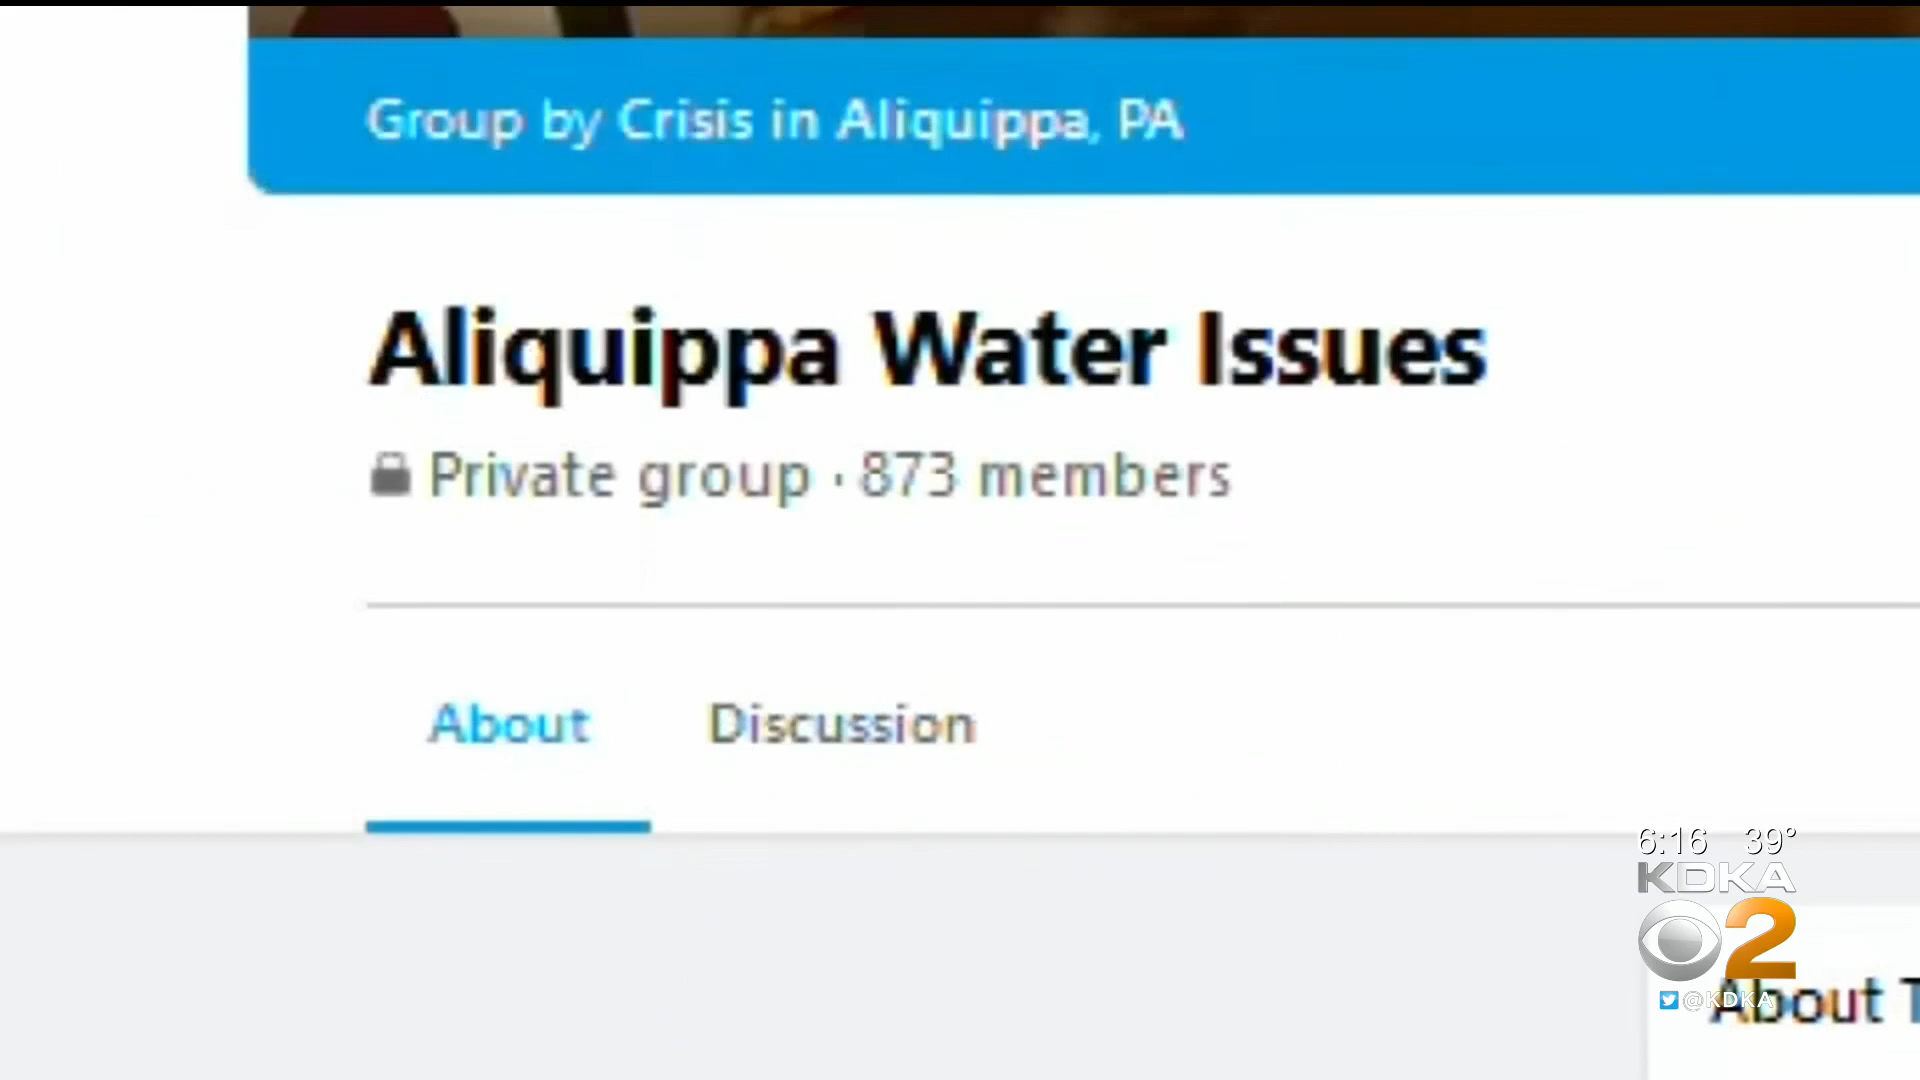 Group by Crisis in Aliquippa, PA
Aliquippa Water Issues
Private group · 873 members
About Discussion
6:16 39°
KDKA
2
@KDKA
About T